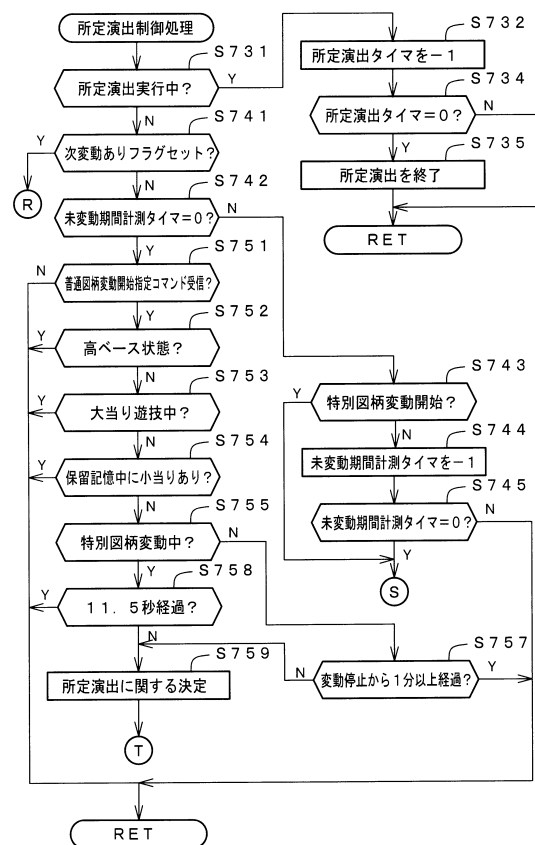 所定演出制御処理
S731
所定演出実行中?
Y
N
S732
所定演出タイマを−1
S734
所定演出タイマ=0?
N
Y
S735
所定演出を終了
RET
S741
次変動ありフラグセット?
Y
N
R
S742
未変動期間計測タイマ=0?
N
Y
S751
普通図柄変動開始指定コマンド受信?
N
Y
S752
高ベース状態?
Y
N
S753
大当り遊技中?
Y
N
S754
保留記憶中に小当りあり?
Y
N
S755
特別図柄変動中?
N
Y
S758
11.5秒経過?
Y
N
S759
所定演出に関する決定
T
S743
特別図柄変動開始?
Y
N
S744
未変動期間計測タイマを−1
S745
未変動期間計測タイマ=0?
N
Y
S
S757
変動停止から1分以上経過?
N
Y
RET